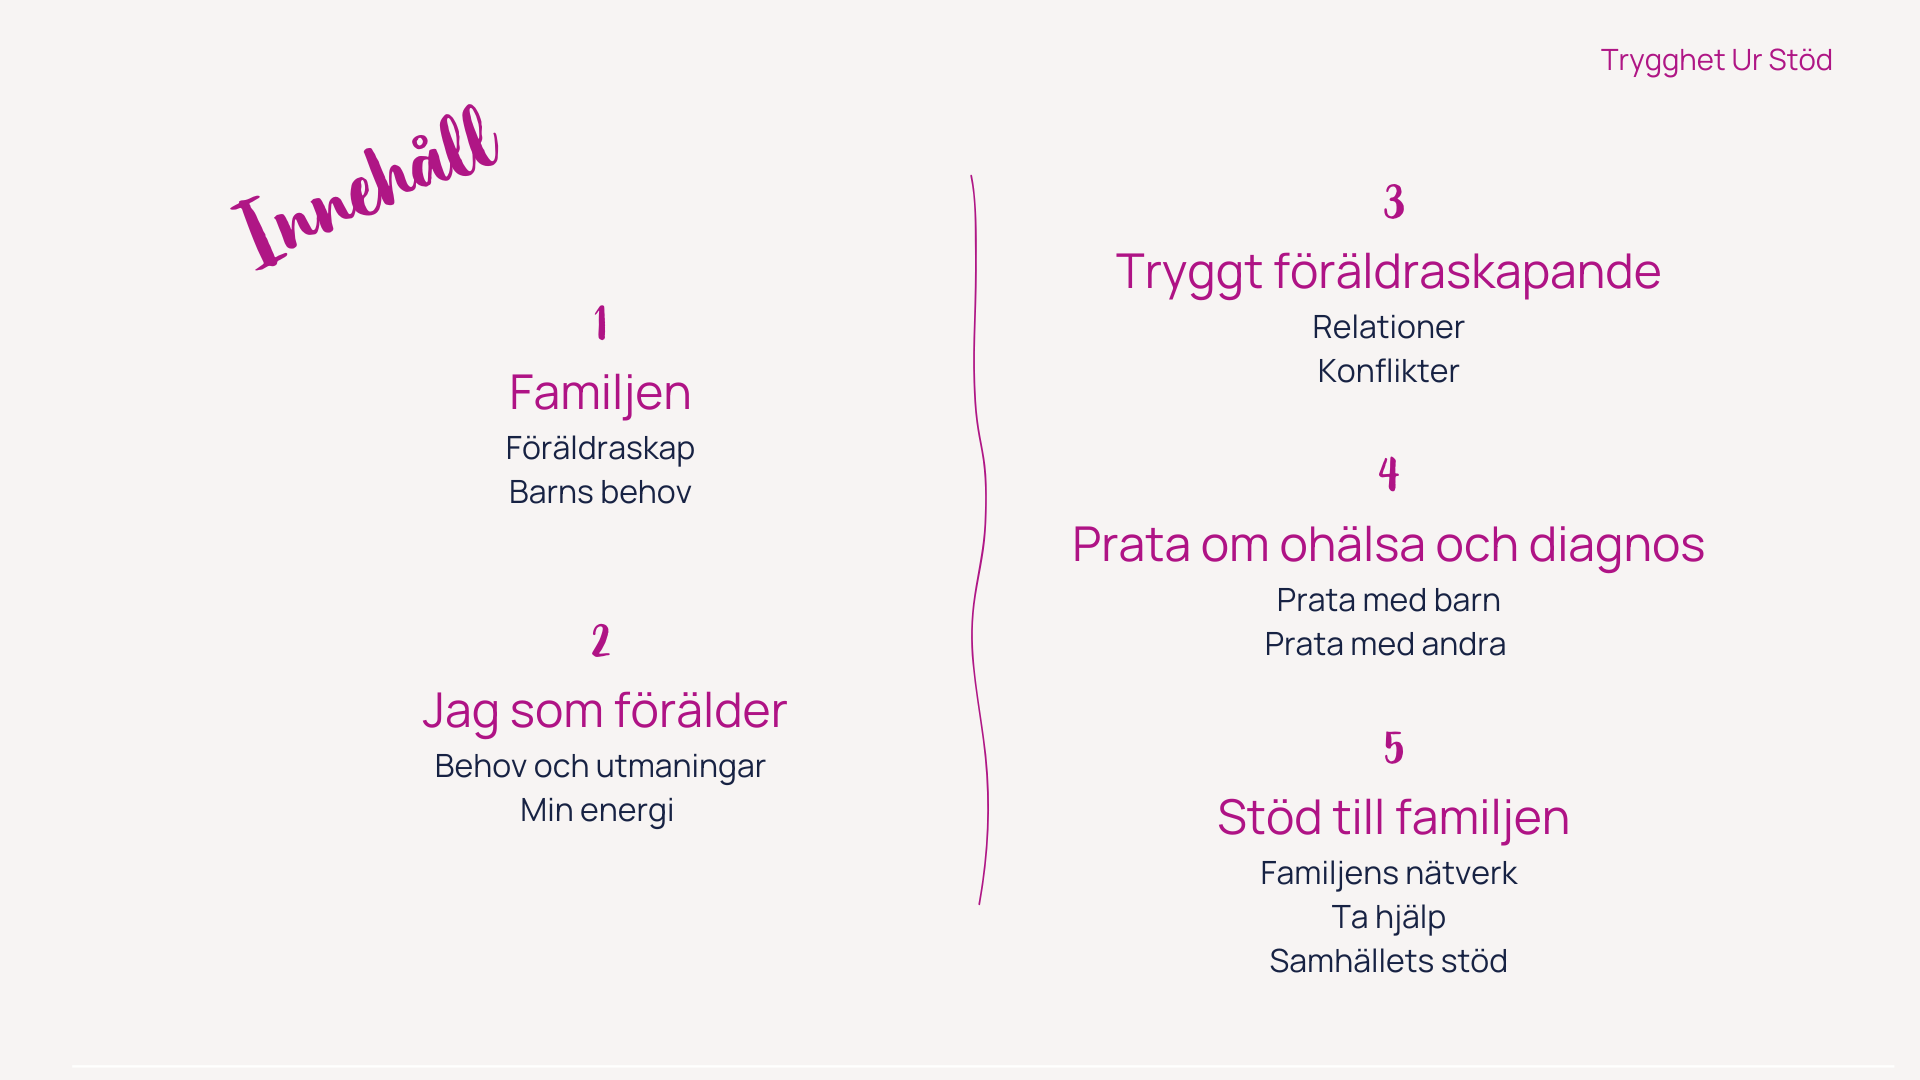 Trygghet Ur Stöd
Innehåll
1
Familjen
Föräldraskap
Barns behov
2
Jag som förälder
Behov och utmaningar
Min energi
3
Tryggt föräldraskapande
Relationer
Konflikter
4
Prata om ohälsa och diagnos
Prata med barn
Prata med andra
5
Stöd till familjen
Familjens nätverk
Ta hjälp
Samhällets stöd